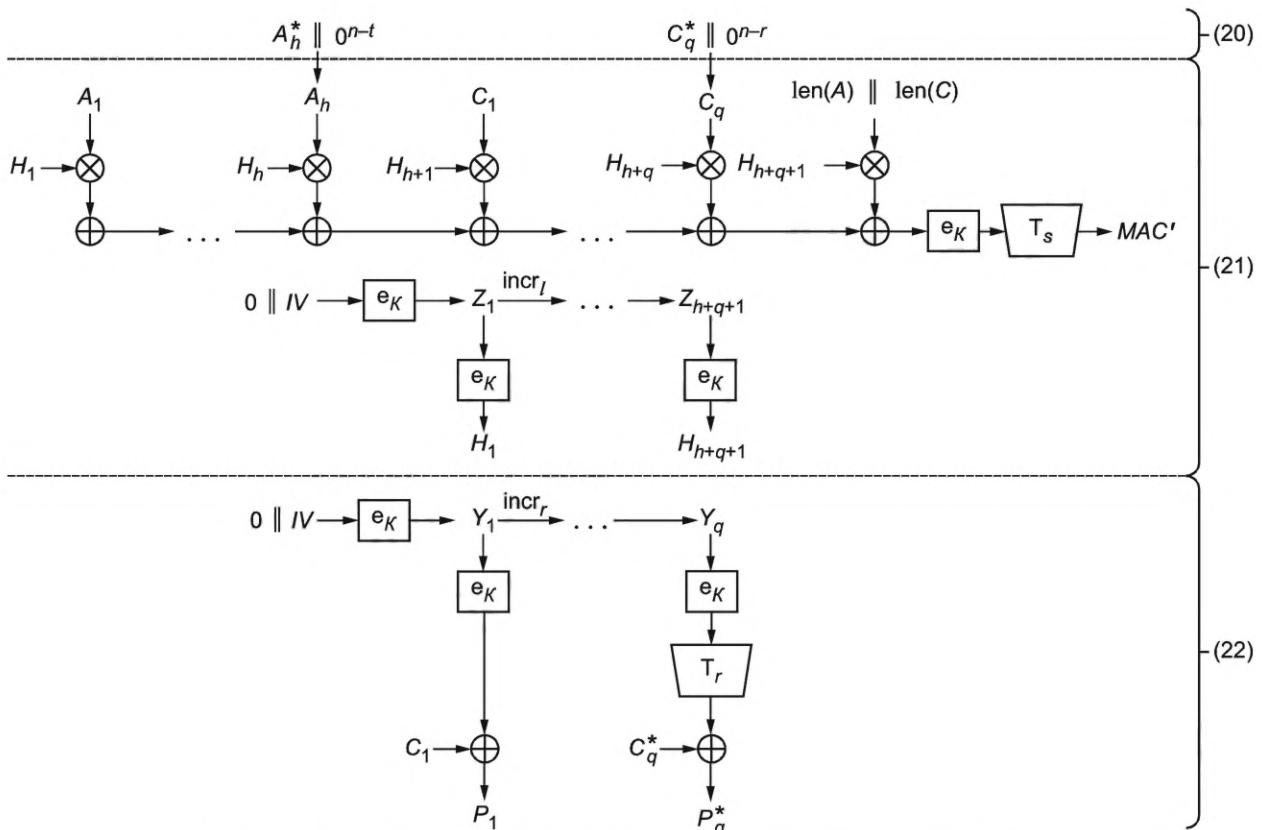 A*_h ∥ 0^{n–t} C*_q ∥ 0^{n–r} (20)
A_1 A_h C_1 C_q len(A) ∥ len(C)
H_1 H_h H_{h+1} H_{h+q} H_{h+q+1}
... ... e_K T_s MAC'
(21)
0 ∥ IV e_K Z_1 incr_l ... Z_{h+q+1}
e_K e_K
H_1 H_{h+q+1}
0 ∥ IV e_K Y_1 incr_r ... Y_q
e_K e_K
T_r (22)
C_1 C*_q
P_1 P*_q